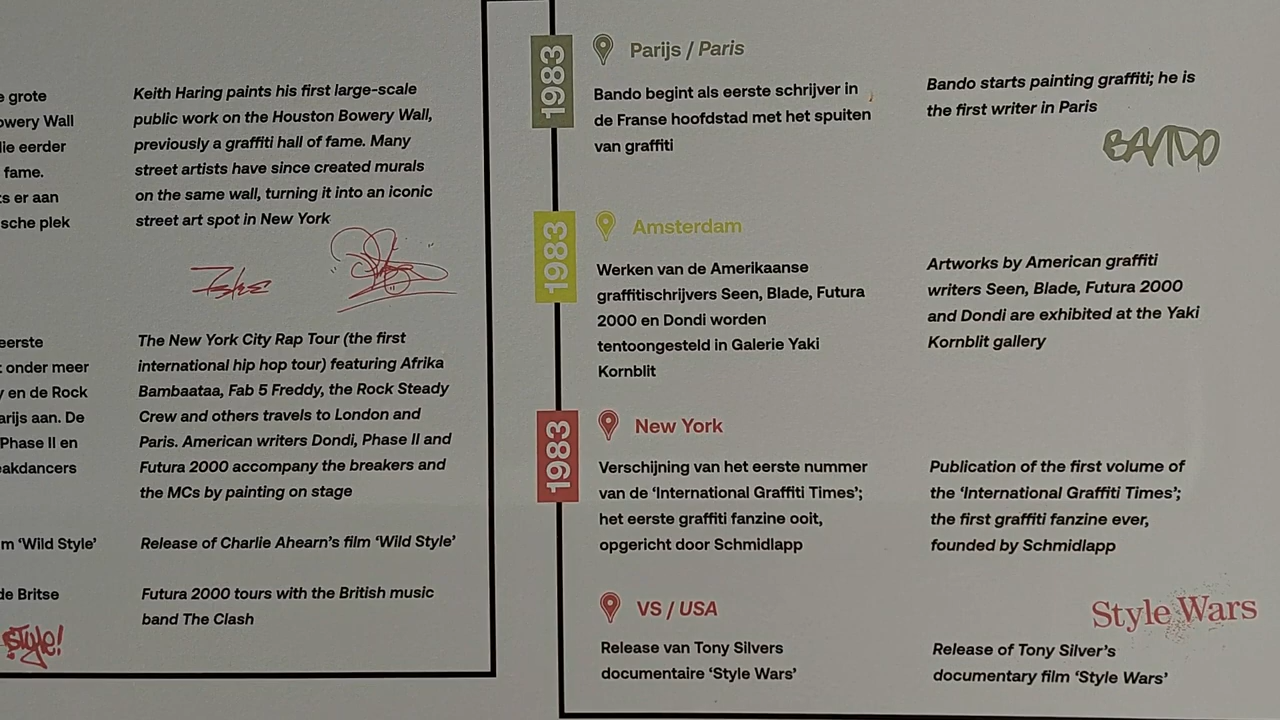 e grote
owery Wall
lie eerder
fame.
ts er aan
sche plek
Keith Haring paints his first large-scale
public work on the Houston Bowery Wall,
previously a graffiti hall of fame. Many
street artists have since created murals
on the same wall, turning it into an iconic
street art spot in New York
eerste
t onder meer
y en de Rock
arijs aan. De
Phase II en
eakdancers
The New York City Rap Tour (the first
international hip hop tour) featuring Afrika
Bambaataa, Fab 5 Freddy, the Rock Steady
Crew and others travels to London and
Paris. American writers Dondi, Phase II and
Futura 2000 accompany the breakers and
the MCs by painting on stage
m ‘Wild Style’
Release of Charlie Ahearn’s film ‘Wild Style’
de Britse
Futura 2000 tours with the British music
band The Clash
Style!
1983
Parijs / Paris
Bando begint als eerste schrijver in
de Franse hoofdstad met het spuiten
van graffiti
Bando starts painting graffiti; he is
the first writer in Paris
BANDO
1983
Amsterdam
Werken van de Amerikaanse
graffitischrijvers Seen, Blade, Futura
2000 en Dondi worden
tentoongesteld in Galerie Yaki
Kornblit
Artworks by American graffiti
writers Seen, Blade, Futura 2000
and Dondi are exhibited at the Yaki
Kornblit gallery
1983
New York
Verschijning van het eerste nummer
van de ‘International Graffiti Times’;
het eerste graffiti fanzine ooit,
opgericht door Schmidlapp
Publication of the first volume of
the ‘International Graffiti Times’;
the first graffiti fanzine ever,
founded by Schmidlapp
VS / USA
Release van Tony Silvers
documentaire ‘Style Wars’
Style Wars
Release of Tony Silver’s
documentary film ‘Style Wars’